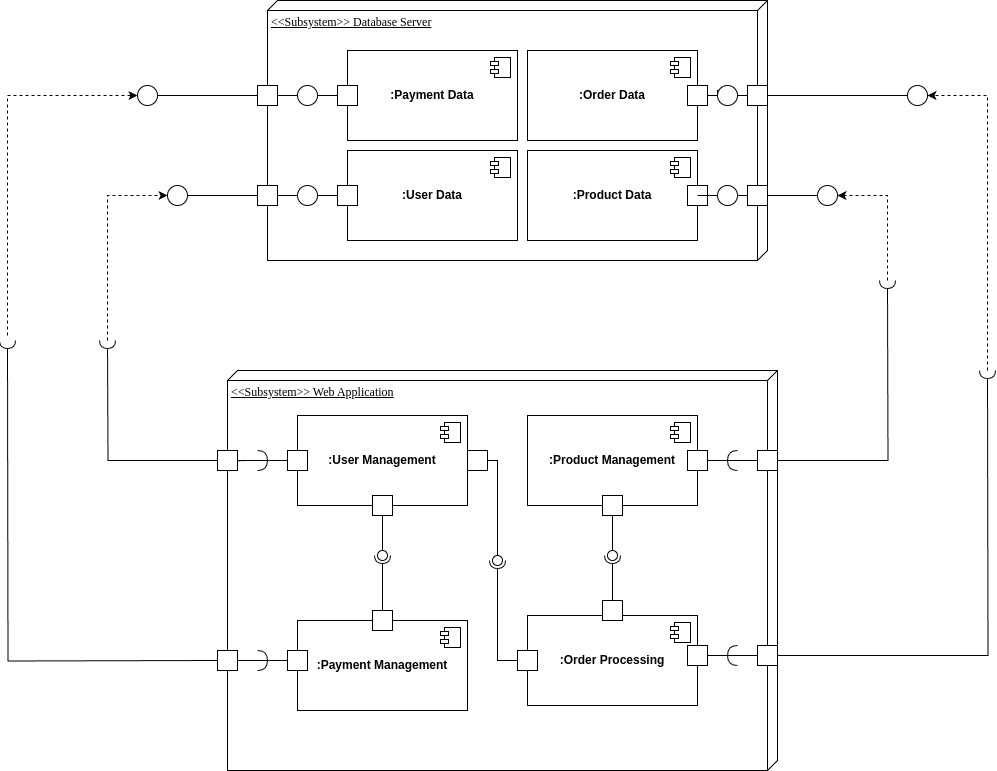 <<Subsystem>> Database Server
:Payment Data
:Order Data
:User Data
:Product Data
<<Subsystem>> Web Application
:User Management
:Product Management
:Payment Management
:Order Processing